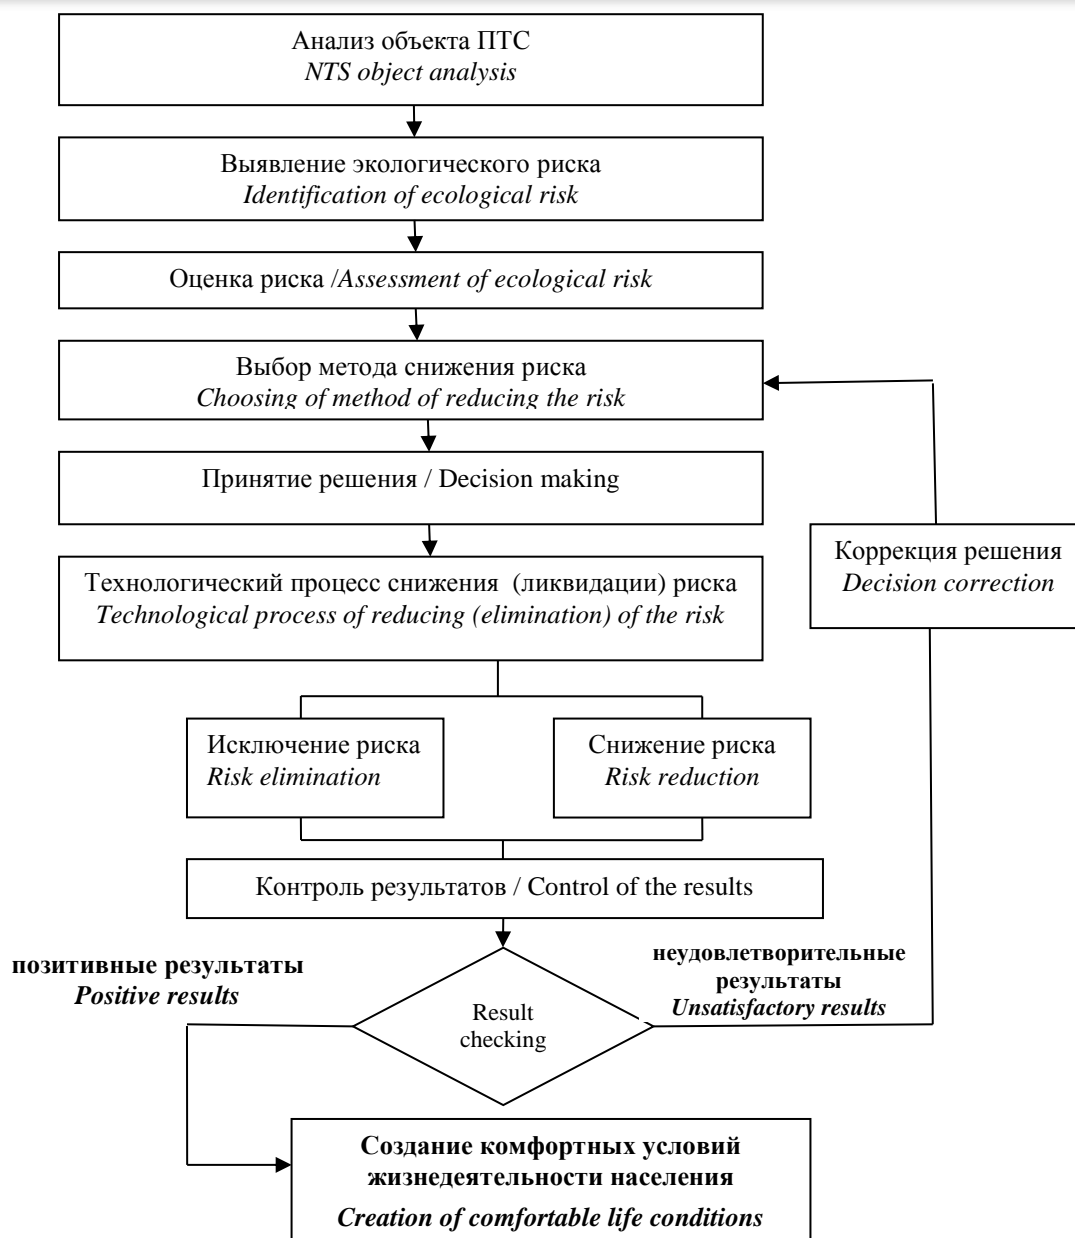 Анализ объекта ПТС
NTS object analysis
Выявление экологического риска
Identification of ecological risk
Оценка риска /Assessment of ecological risk
Выбор метода снижения риска
Choosing of method of reducing the risk
Принятие решения / Decision making
Коррекция решения
Decision correction
Технологический процесс снижения (ликвидации) риска
Technological process of reducing (elimination) of the risk
Исключение риска
Risk elimination
Снижение риска
Risk reduction
Контроль результатов / Control of the results
позитивные результаты
Positive results
неудовлетворительные
результаты
Unsatisfactory results
Result
checking
Создание комфортных условий
жизнедеятельности населения
Creation of comfortable life conditions